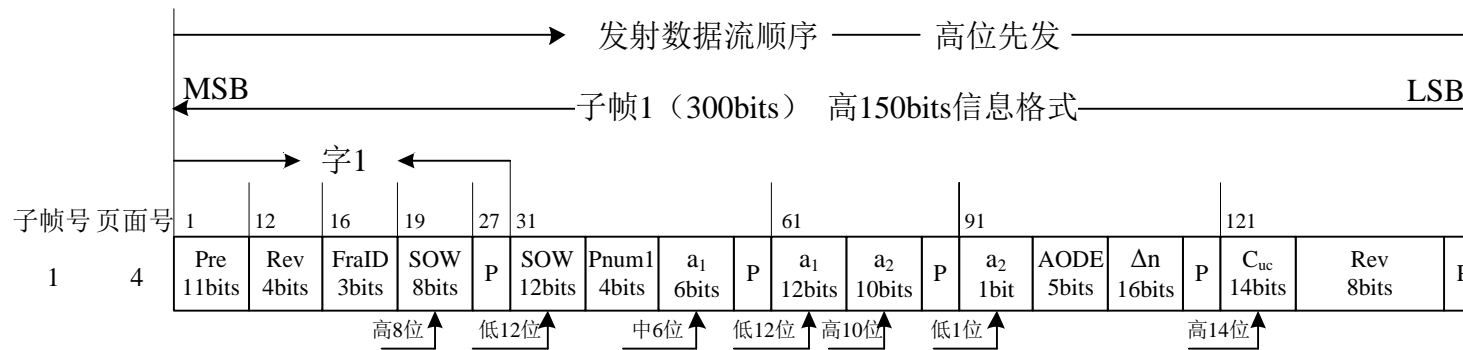 发射数据流顺序 高位先发
MSB LSB
子帧1（300bits） 高150bits信息格式
字1
子帧号 页面号 1 12 16 19 27 31 61 91 121
1 4
Pre 11bits
Rev 4bits
FraID 3bits
SOW 8bits
P
SOW 12bits
Pnum1 4bits
a₁ 6bits
P
a₁ 12bits
a₂ 10bits
P
a₂ 1bit
AODE 5bits
Δn 16bits
P
Cuc 14bits
Rev 8bits
高8位 低12位 中6位 低12位 高10位 低1位 高14位